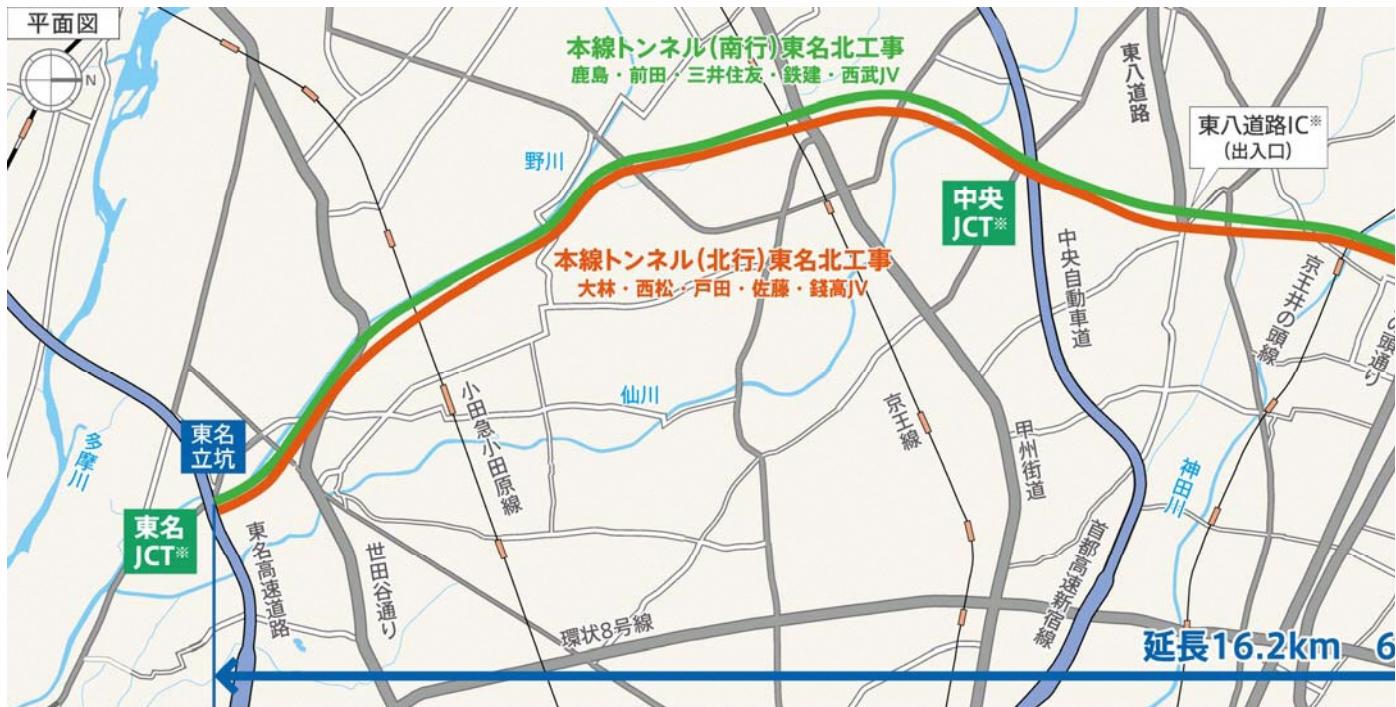 平面図
N
本線トンネル(南行)東名北工事
鹿島・前田・三井住友・鉄建・西武JV
野川
東八道路
東八道路IC※
(出入口)
中央
JCT※
本線トンネル(北行)東名北工事
大林・西松・戸田・佐藤・錢高JV
中央自動車道
京王井の頭線
の頭通り
多摩川
東名
立坑
小田急小田原線
仙川
京王線
甲州街道
神田川
東名
JCT※
東名高速道路
世田谷通り
環状8号線
首都高速新宿線
延長16.2km 6